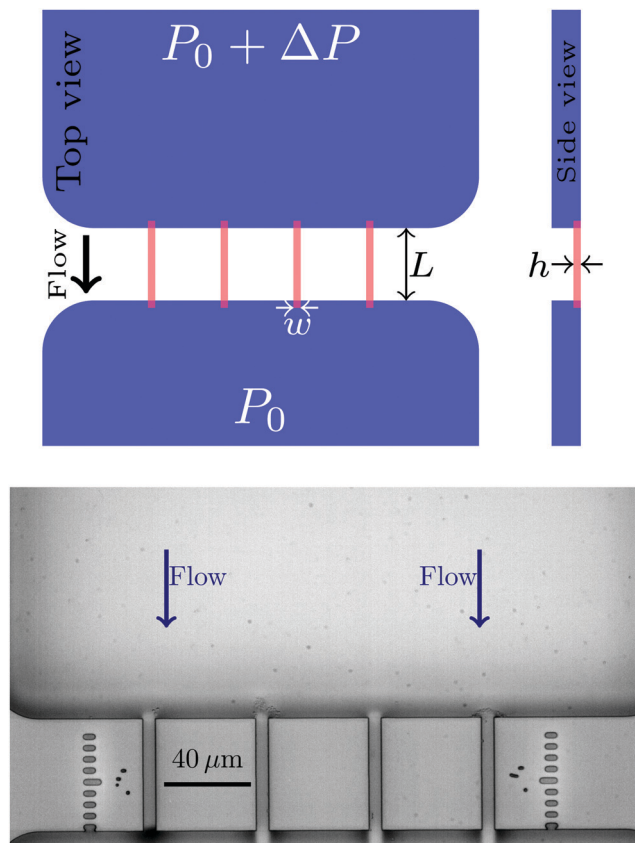 P₀ + ΔP
Top view
Side view
Flow
L
h
w
P₀
Flow
Flow
40 μm